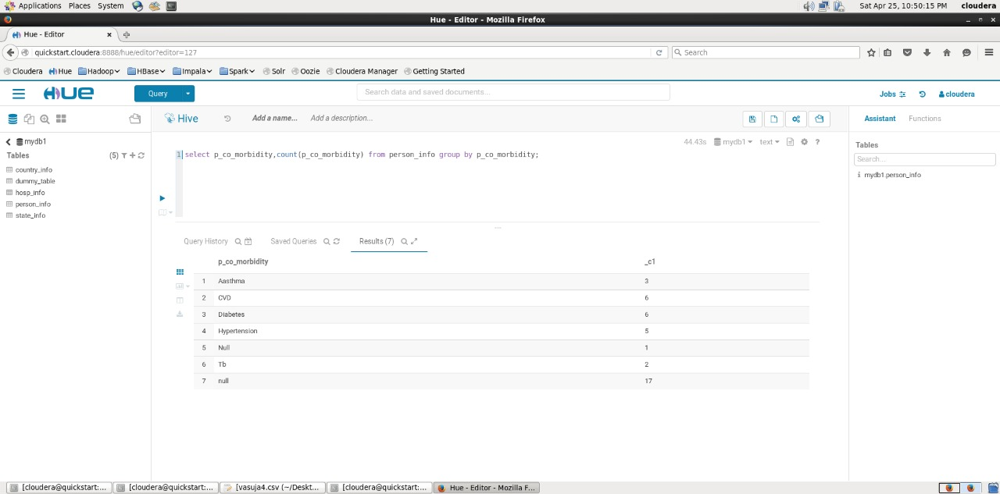 Applications Places System Sat Apr 25, 10:50:15 PM cloudera
Hue - Editor - Mozilla Firefox
Hue - Editor
quickstart.cloudera:8888/hue/editor?editor=127 Search
Cloudera Hue Hadoop HBase Impala Spark Solr Oozie Cloudera Manager Getting Started
HUE Query Search data and saved documents... Jobs cloudera
Hive Add a name... Add a description... Assistant Functions
mydb1 44.43s mydb1 text ?
Tables (5) Tables
1 select p_co_morbidity,count(p_co_morbidity) from person_info group by p_co_morbidity; Search...
country_info mydb1.person_info
dummy_table
hosp_info
person_info
state_info
Query History Saved Queries Results (7)
p_co_morbidity _c1
1 Aasthma 3
2 CVD 6
3 Diabetes 6
4 Hypertension 5
5 Null 1
6 Tb 2
7 null 17
[cloudera@quickstart:... [cloudera@quickstart:... [vasuja4.csv (~/Deskt... [cloudera@quickstart:... Hue - Editor - Mozilla F...